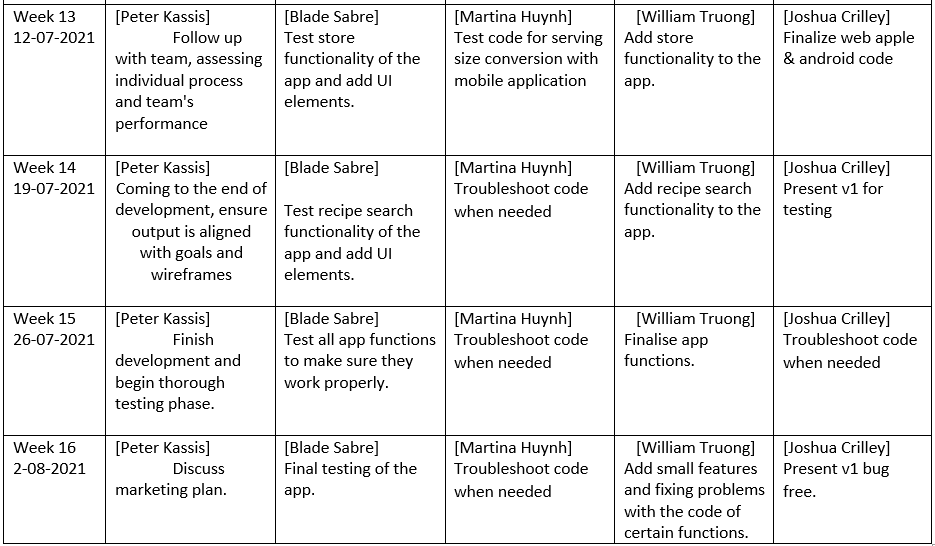 Week 13
12-07-2021
[Peter Kassis]
Follow up
with team, assessing
individual process
and team's
performance
[Blade Sabre]
Test store
functionality of the
app and add UI
elements.
[Martina Huynh]
Test code for serving
size conversion with
mobile application
[William Truong]
Add store
functionality to the
app.
[Joshua Crilley]
Finalize web apple
& android code
Week 14
19-07-2021
[Peter Kassis]
Coming to the end of
development, ensure
output is aligned
with goals and
wireframes
[Blade Sabre]
Test recipe search
functionality of the
app and add UI
elements.
[Martina Huynh]
Troubleshoot code
when needed
[William Truong]
Add recipe search
functionality to the
app.
[Joshua Crilley]
Present v1 for
testing
Week 15
26-07-2021
[Peter Kassis]
Finish
development and
begin thorough
testing phase.
[Blade Sabre]
Test all app functions
to make sure they
work properly.
[Martina Huynh]
Troubleshoot code
when needed
[William Truong]
Finalise app
functions.
[Joshua Crilley]
Troubleshoot code
when needed
Week 16
2-08-2021
[Peter Kassis]
Discuss
marketing plan.
[Blade Sabre]
Final testing of the
app.
[Martina Huynh]
Troubleshoot code
when needed
[William Truong]
Add small features
and fixing problems
with the code of
certain functions.
[Joshua Crilley]
Present v1 bug
free.